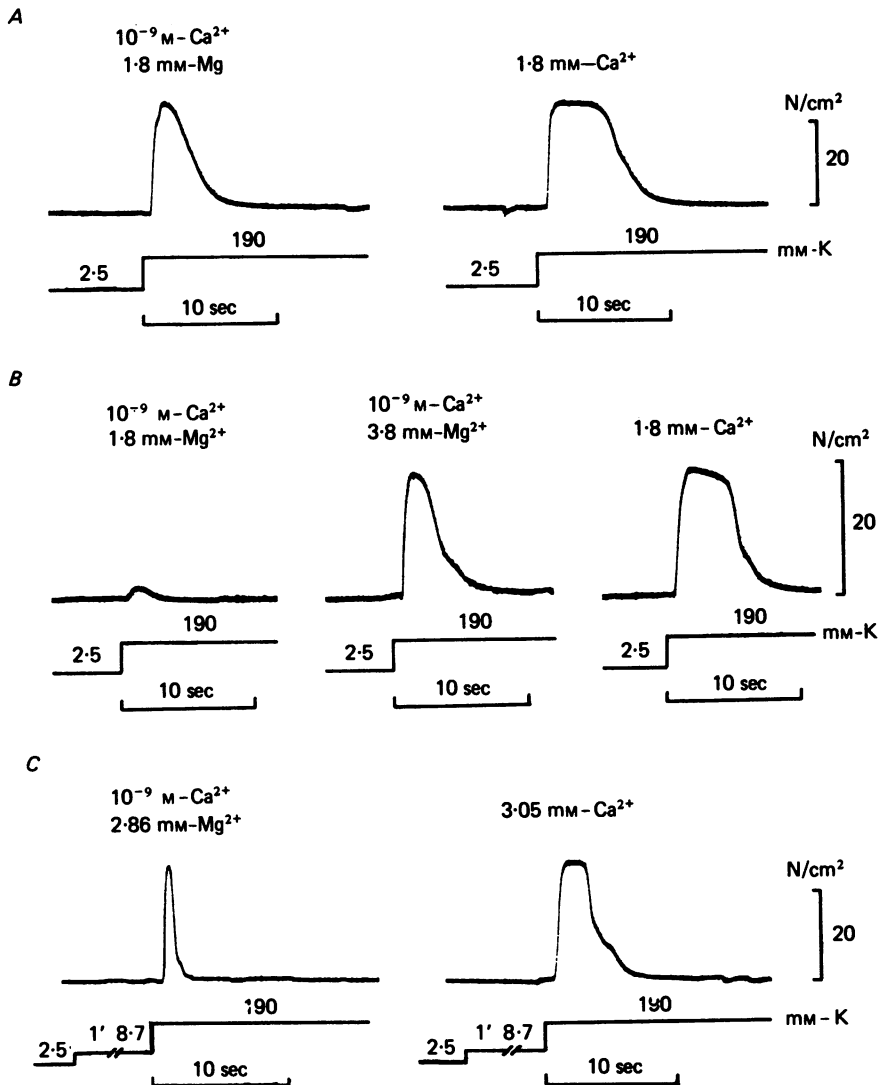 A
10⁻⁹ M-Ca²⁺
1·8 mM-Mg
1·8 mM-Ca²⁺
N/cm²
20
190
190
mM-K
2·5
2·5
10 sec
10 sec
B
10⁻⁹ M-Ca²⁺
1·8 mM-Mg²⁺
10⁻⁹ M-Ca²⁺
3·8 mM-Mg²⁺
1·8 mM-Ca²⁺
N/cm²
20
190
190
190
mM-K
2·5
2·5
2·5
10 sec
10 sec
10 sec
C
10⁻⁹ M-Ca²⁺
2·86 mM-Mg²⁺
3·05 mM-Ca²⁺
N/cm²
20
190
190
mM-K
2·5
1′
8·7
2·5
1′
8·7
10 sec
10 sec